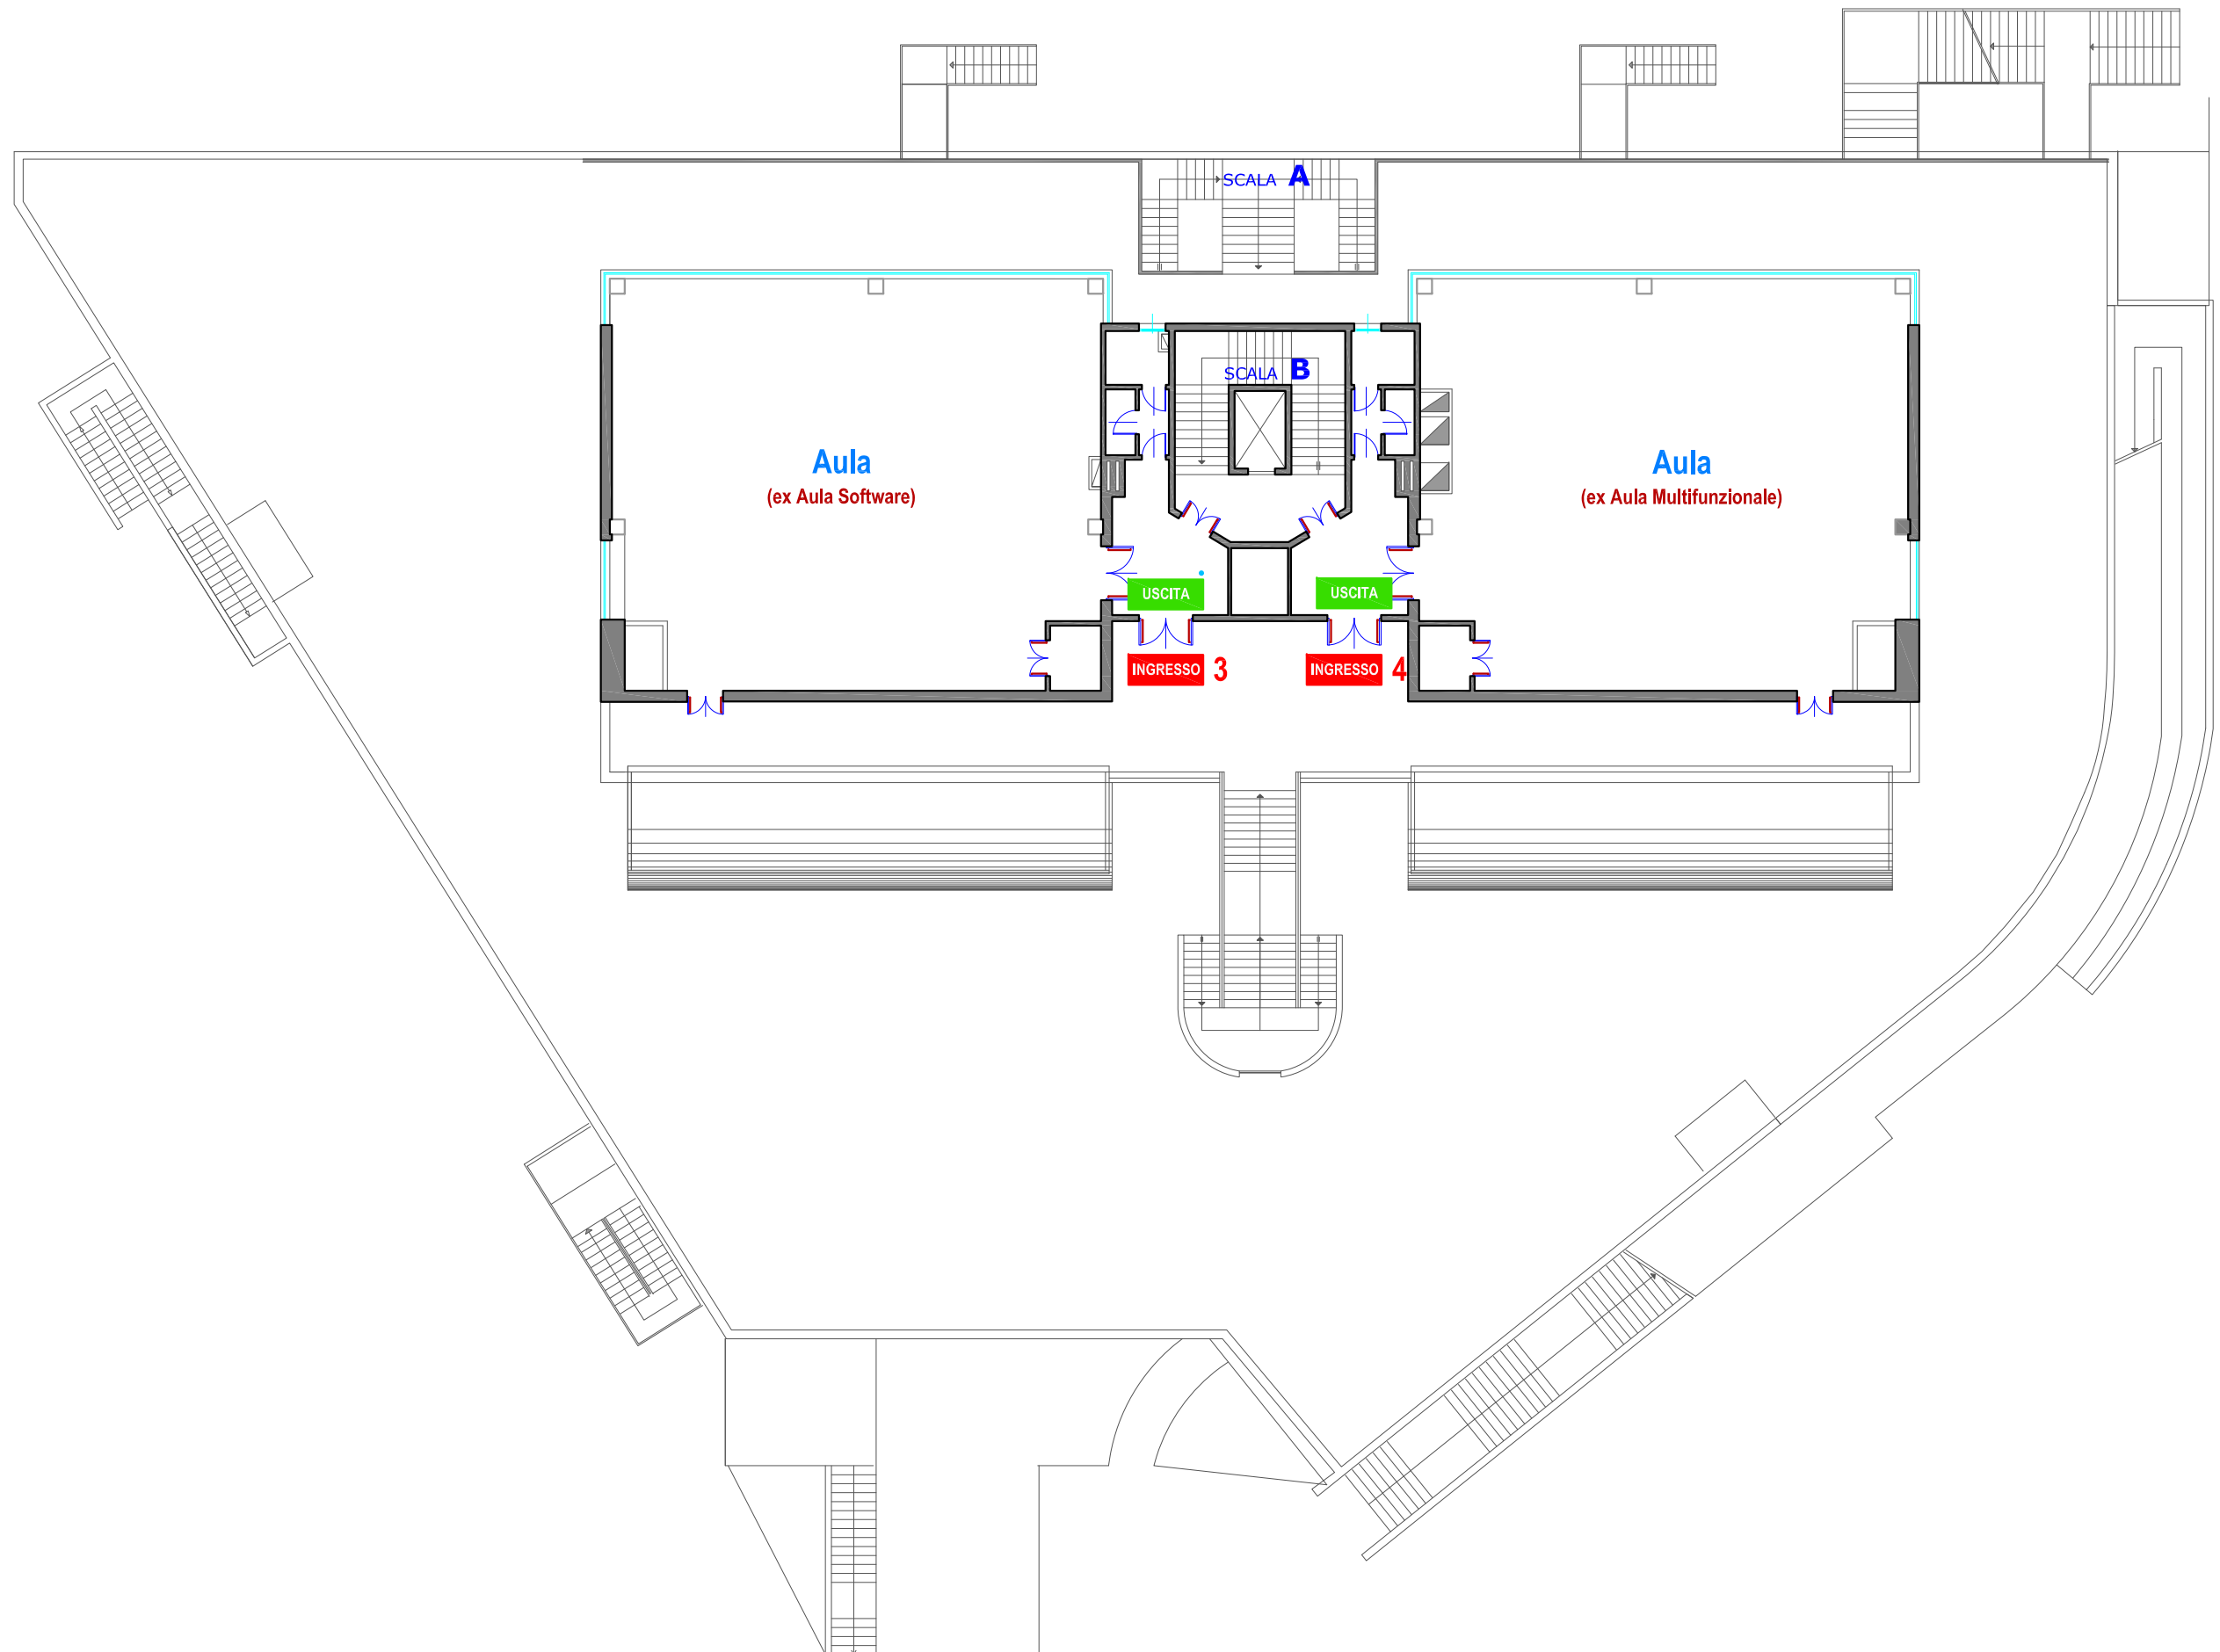 SCALA A
SCALA B
Aula
(ex Aula Software)
Aula
(ex Aula Multifunzionale)
USCITA
USCITA
INGRESSO 3
INGRESSO 4